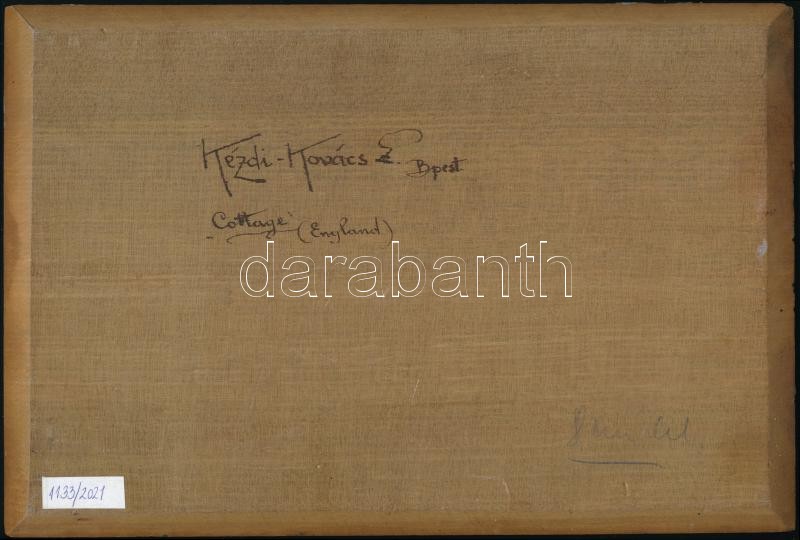 Kézdi-Kovács E. Bpest
Cottage (England)
darabanth
1133/2021